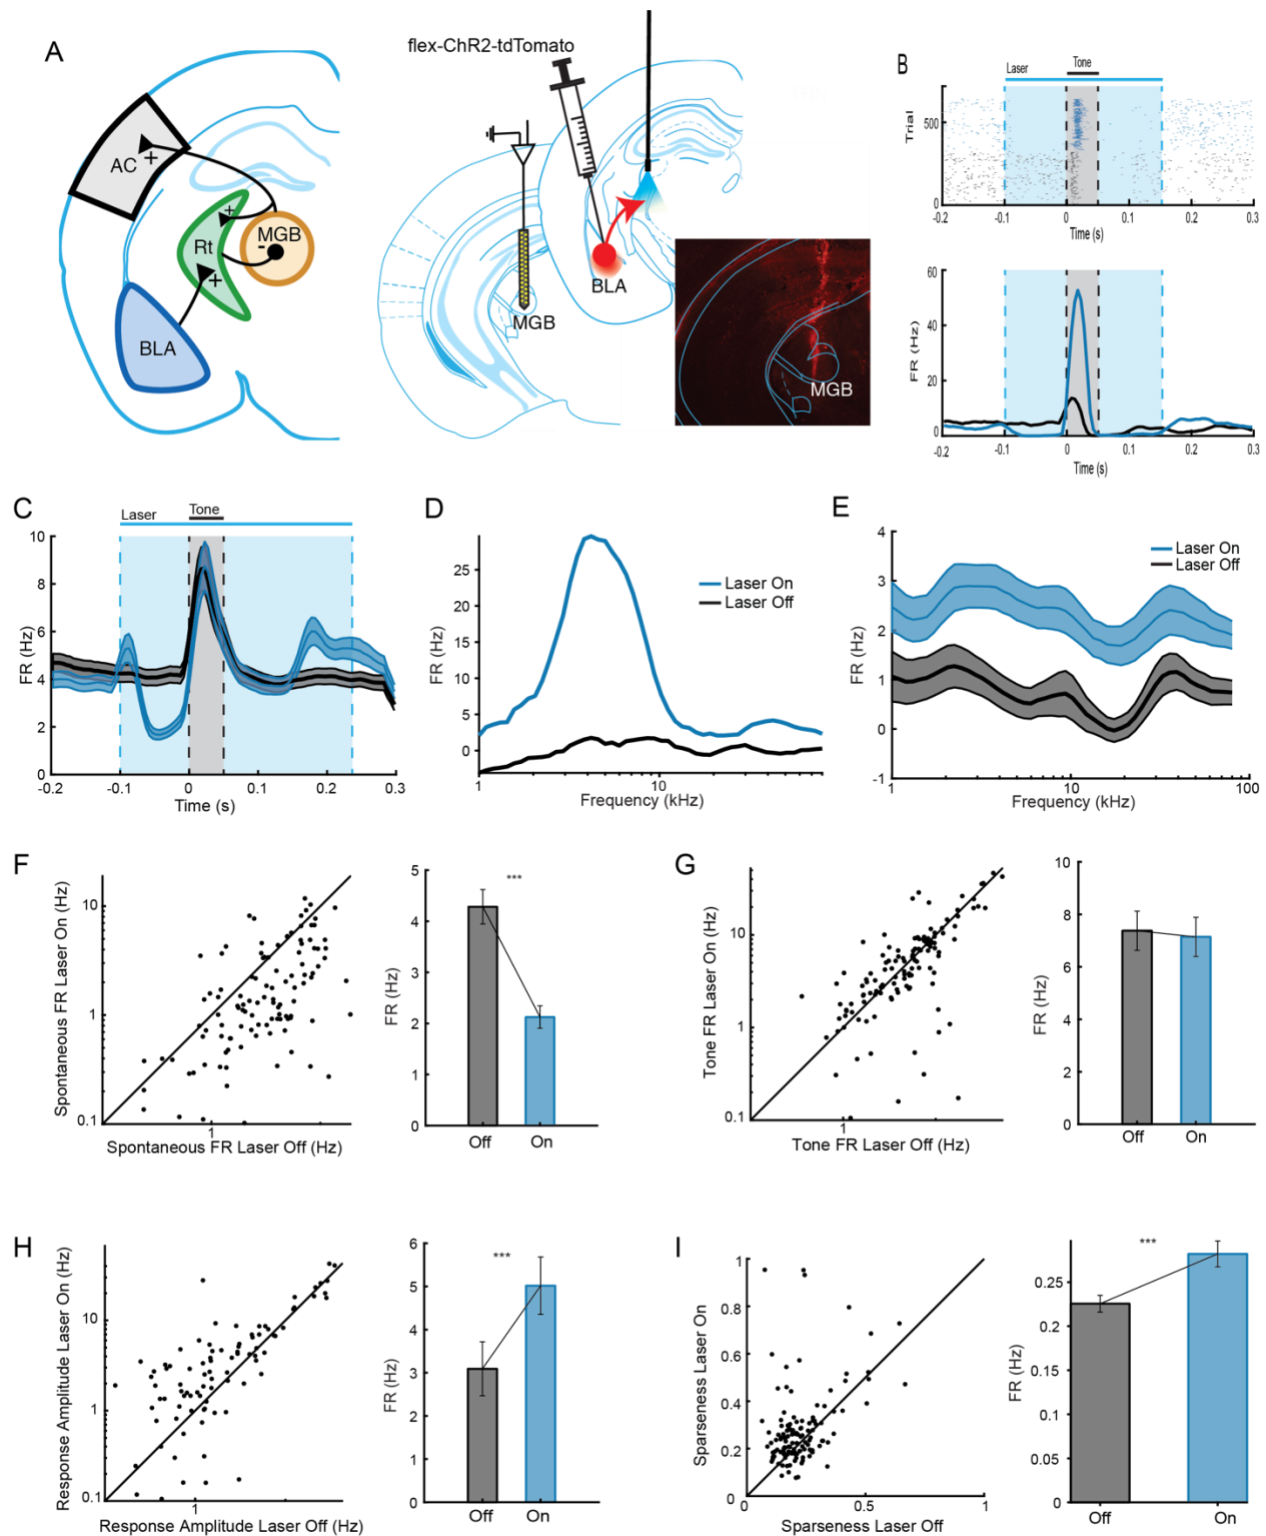 A
flex-ChR2-tdTomato
AC
+
+
Rt
MGB
-
+
BLA
MGB
BLA
MGB
B
Laser
Tone
Trial
500
-0.2
-0.1
0
0.1
0.2
0.3
Time (s)
FR (Hz)
60
40
20
0
-0.2
-0.1
0
0.1
0.2
0.3
Time (s)
C
Laser
Tone
FR (Hz)
10
8
6
4
2
0
-0.2
-0.1
0
0.1
0.2
0.3
Time (s)
D
Laser On
Laser Off
FR (Hz)
25
20
15
10
5
0
1
10
Frequency (kHz)
E
Laser On
Laser Off
FR (Hz)
4
3
2
1
0
-1
1
10
100
Frequency (kHz)
F
Spontaneous FR Laser On (Hz)
10
1
0.1
1
Spontaneous FR Laser Off (Hz)
***
FR (Hz)
5
4
3
2
1
0
Off
On
G
Tone FR Laser On (Hz)
10
1
0.1
1
Tone FR Laser Off (Hz)
FR (Hz)
10
8
6
4
2
0
Off
On
H
Response Amplitude Laser On (Hz)
10
1
0.1
1
Response Amplitude Laser Off (Hz)
***
FR (Hz)
6
5
4
3
2
1
0
Off
On
I
Sparseness Laser On
1
0.8
0.6
0.4
0.2
0
0
0.5
1
Sparseness Laser Off
***
FR (Hz)
0.25
0.2
0.15
0.1
0.05
0
Off
On